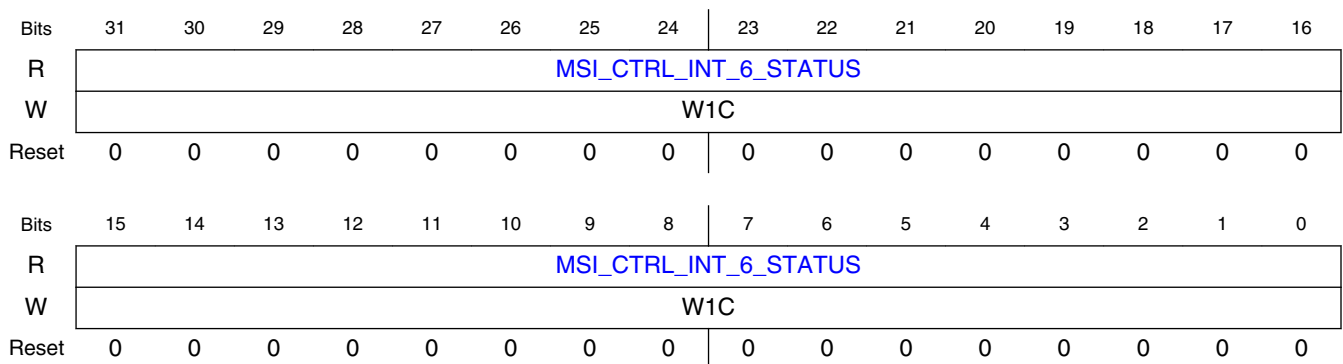 Bits 31 30 29 28 27 26 25 24 23 22 21 20 19 18 17 16
R MSI_CTRL_INT_6_STATUS
W W1C
Reset 0 0 0 0 0 0 0 0 0 0 0 0 0 0 0 0
Bits 15 14 13 12 11 10 9 8 7 6 5 4 3 2 1 0
R MSI_CTRL_INT_6_STATUS
W W1C
Reset 0 0 0 0 0 0 0 0 0 0 0 0 0 0 0 0